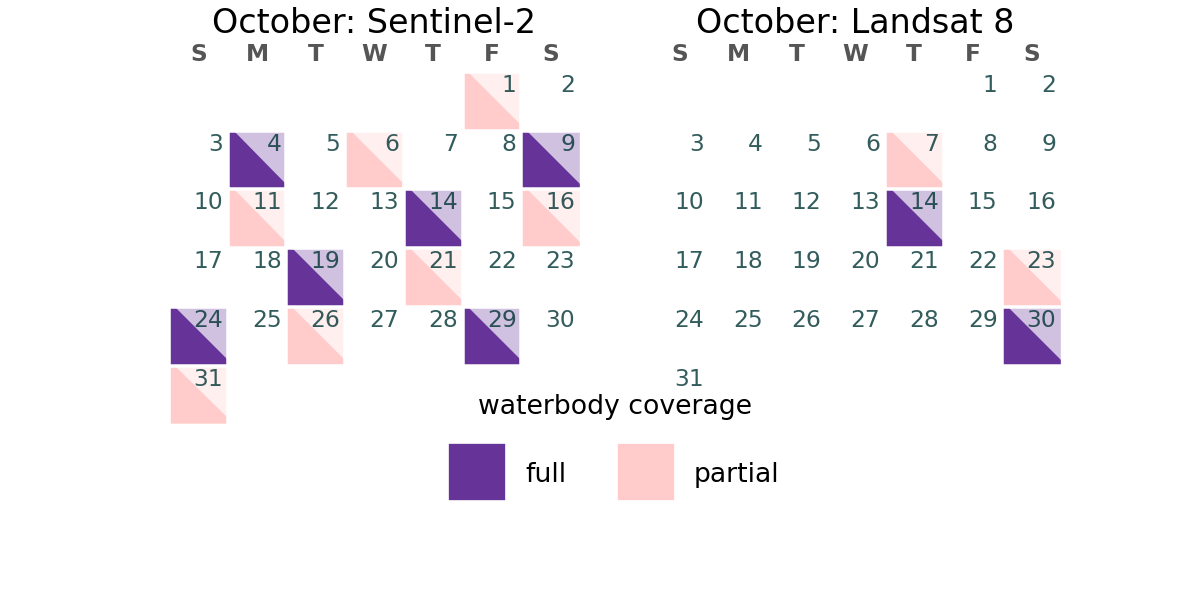 October: Sentinel-2
S M T W T F S
1 2
3 4 5 6 7 8 9
10 11 12 13 14 15 16
17 18 19 20 21 22 23
24 25 26 27 28 29 30
31
October: Landsat 8
S M T W T F S
1 2
3 4 5 6 7 8 9
10 11 12 13 14 15 16
17 18 19 20 21 22 23
24 25 26 27 28 29 30
31
waterbody coverage
full partial